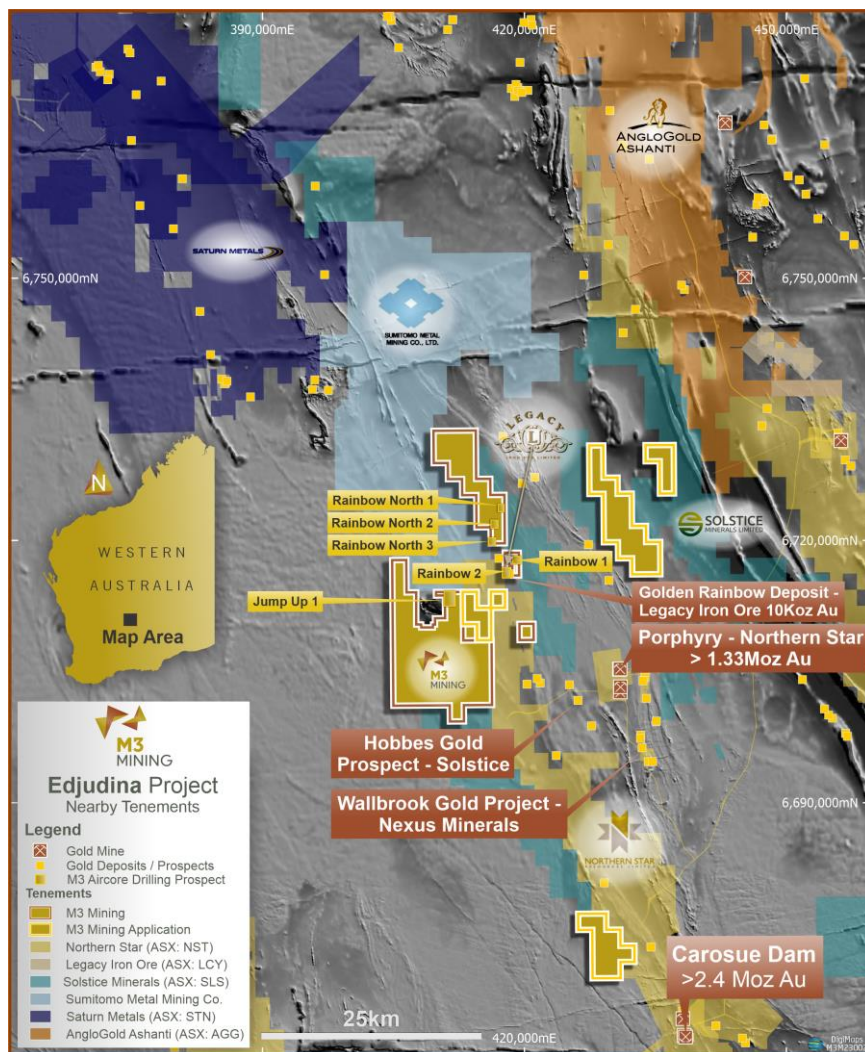 390,000mE
420,000mE
450,000mE
ANGLOGOLD
ASHANTI
SATURN METALS
6,750,000mN
6,750,000mN
SUMITOMO METAL
MINING CO., LTD.
LEGACY
L
IRON ORE LIMITED
N
WESTERN
AUSTRALIA
Map Area
Rainbow North 1
Rainbow North 2
Rainbow North 3
SOLSTICE
MINERALS LIMITED
6,720,000mN
Rainbow 1
Rainbow 2
Jump Up 1
Golden Rainbow Deposit -
Legacy Iron Ore 10Koz Au
Porphyry - Northern Star
> 1.33Moz Au
M3
MINING
Hobbes Gold
Prospect - Solstice
Wallbrook Gold Project -
Nexus Minerals
6,690,000mN
NORTHERN STAR
RESOURCES LIMITED
M3
MINING
Edjudina Project
Nearby Tenements
Legend
Gold Mine
Gold Deposits / Prospects
M3 Aircore Drilling Prospect
Tenements
M3 Mining
M3 Mining Application
Northern Star (ASX: NST)
Legacy Iron Ore (ASX: LCY)
Solstice Minerals (ASX: SLS)
Sumitomo Metal Mining Co.
Saturn Metals (ASX: STN)
AngloGold Ashanti (ASX: AGG)
Carosue Dam
>2.4 Moz Au
25km
420,000mE
DigiMap
M3M2300